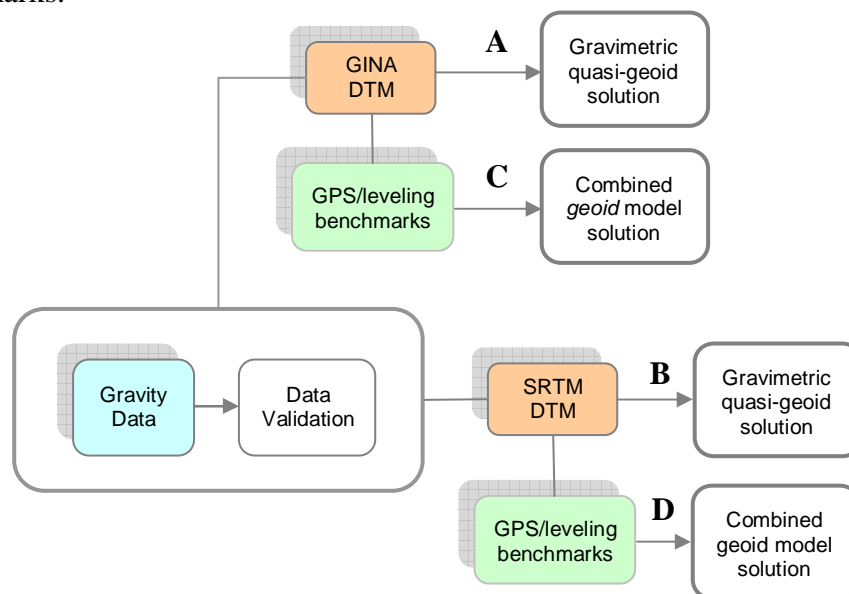 GINA
DTM
A
Gravimetric
quasi-geoid
solution
GPS/leveling
benchmarks
C
Combined
geoid model
solution
Gravity
Data
Data
Validation
SRTM
DTM
B
Gravimetric
quasi-geoid
solution
GPS/leveling
benchmarks
D
Combined
geoid model
solution